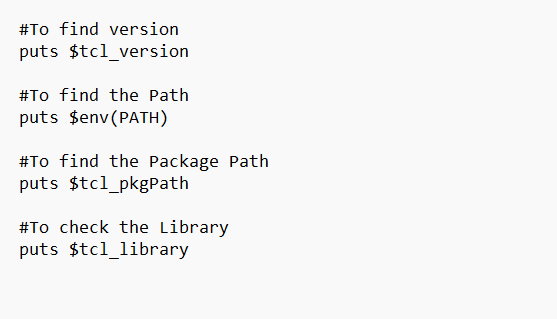 #To find version
puts $tcl_version
#To find the Path
puts $env(PATH)
#To find the Package Path
puts $tcl_pkgPath
#To check the Library
puts $tcl_library